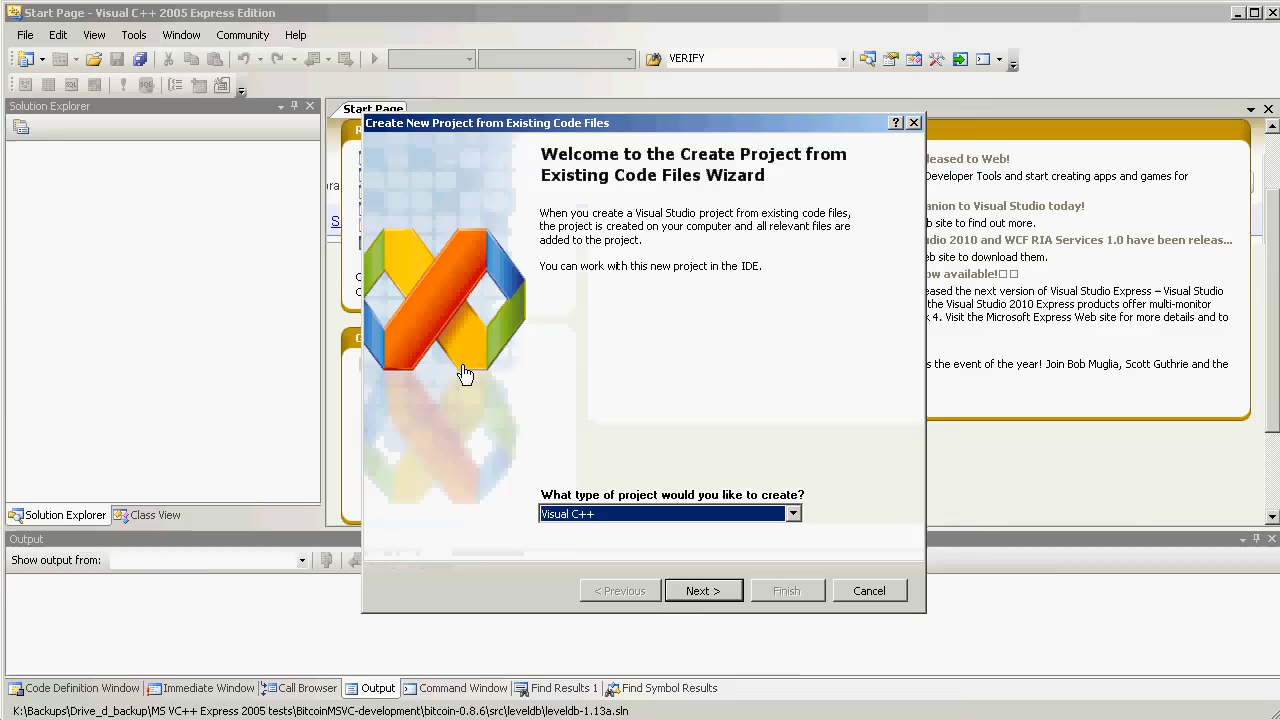 Start Page - Visual C++ 2005 Express Edition
File Edit View Tools Window Community Help
VERIFY
Solution Explorer
Start Page
Create New Project from Existing Code Files
Welcome to the Create Project from
Existing Code Files Wizard
When you create a Visual Studio project from existing code files,
the project is created on your computer and all relevant files are
added to the project.
You can work with this new project in the IDE.
What type of project would you like to create?
Visual C++
< Previous Next > Finish Cancel
leased to Web!
Developer Tools and start creating apps and games for
anion to Visual Studio today!
b site to find out more.
udio 2010 and WCF RIA Services 1.0 have been releas...
eb site to download them.
ow available!
eased the next version of Visual Studio Express – Visual Studio
the Visual Studio 2010 Express products offer multi-monitor
k 4. Visit the Microsoft Express Web site for more details and to
s the event of the year! Join Bob Muglia, Scott Guthrie and the
Solution Explorer Class View
Output
Show output from:
Code Definition Window Immediate Window Call Browser Output Command Window Find Results 1 Find Symbol Results
K:\Backups\Drive_d_backup\MS VC++ Express 2005 tests\BitcoinMSVC-development\bitcoin-0.8.6\src\leveldb\leveldb-1.13a.sln